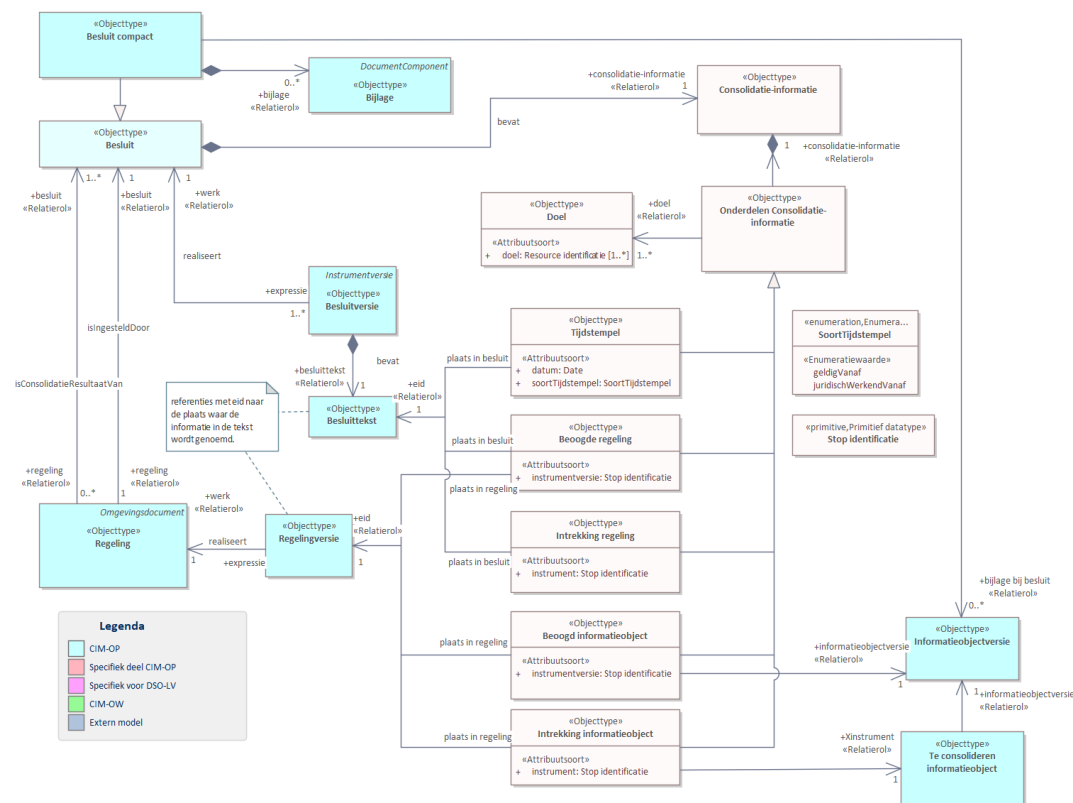 «Objecttype»
Besluit compact
DocumentComponent
«Objecttype»
Bijlage
0..*
+bijlage
«Relatierol»
+consolidatie-informatie
«Relatierol»
1
«Objecttype»
Consolidatie-informatie
«Objecttype»
Besluit
bevat
1
+consolidatie-informatie
«Relatierol»
1..*
+besluit
«Relatierol»
1
+besluit
«Relatierol»
1
+werk
«Relatierol»
«Objecttype»
Doel
«Attribuutsoort»
+ doel: Resource identificatie [1..*]
+doel
«Relatierol»
1..*
«Objecttype»
Onderdelen Consolidatie-
informatie
realiseert
+expressie
1..*
Instrumentversie
«Objecttype»
Besluitversie
isIngesteldDoor
isConsolidatieResultaatVan
bevat
+besluittekst
«Relatierol»
1
+eid
«Relatierol»
1
plaats in besluit
«Objecttype»
Tijdstempel
«Attribuutsoort»
+ datum: Date
+ soortTijdstempel: SoortTijdstempel
«enumeration,Enumera...
SoortTijdstempel
«Enumeratiewaarde»
geldigVanaf
juridischWerkendVanaf
referenties met eid naar
de plaats waar de
informatie in de tekst
wordt genoemd.
«Objecttype»
Besluittekst
plaats in besluit
«Objecttype»
Beoogde regeling
«Attribuutsoort»
+ instrumentversie: Stop identificatie
«primitive,Primitief datatype»
Stop identificatie
plaats in regeling
+regeling
«Relatierol»
0..*
+regeling
«Relatierol»
1
Omgevingsdocument
«Objecttype»
Regeling
+werk
«Relatierol»
1
realiseert
+expressie
«Objecttype»
Regelingversie
+eid
«Relatierol»
1
plaats in besluit
«Objecttype»
Intrekking regeling
«Attribuutsoort»
+ instrument: Stop identificatie
+bijlage bij besluit
«Relatierol»
0..*
Legenda
CIM-OP
Specifiek deel CIM-OP
Specifiek voor DSO-LV
CIM-OW
Extern model
plaats in regeling
«Objecttype»
Beoogd informatieobject
«Attribuutsoort»
+ instrumentversie: Stop identificatie
+informatieobjectversie
«Relatierol»
1
«Objecttype»
Informatieobjectversie
1
+informatieobjectversie
«Relatierol»
plaats in regeling
«Objecttype»
Intrekking informatieobject
«Attribuutsoort»
+ instrument: Stop identificatie
+Xinstrument
«Relatierol»
1
«Objecttype»
Te consolideren
informatieobject